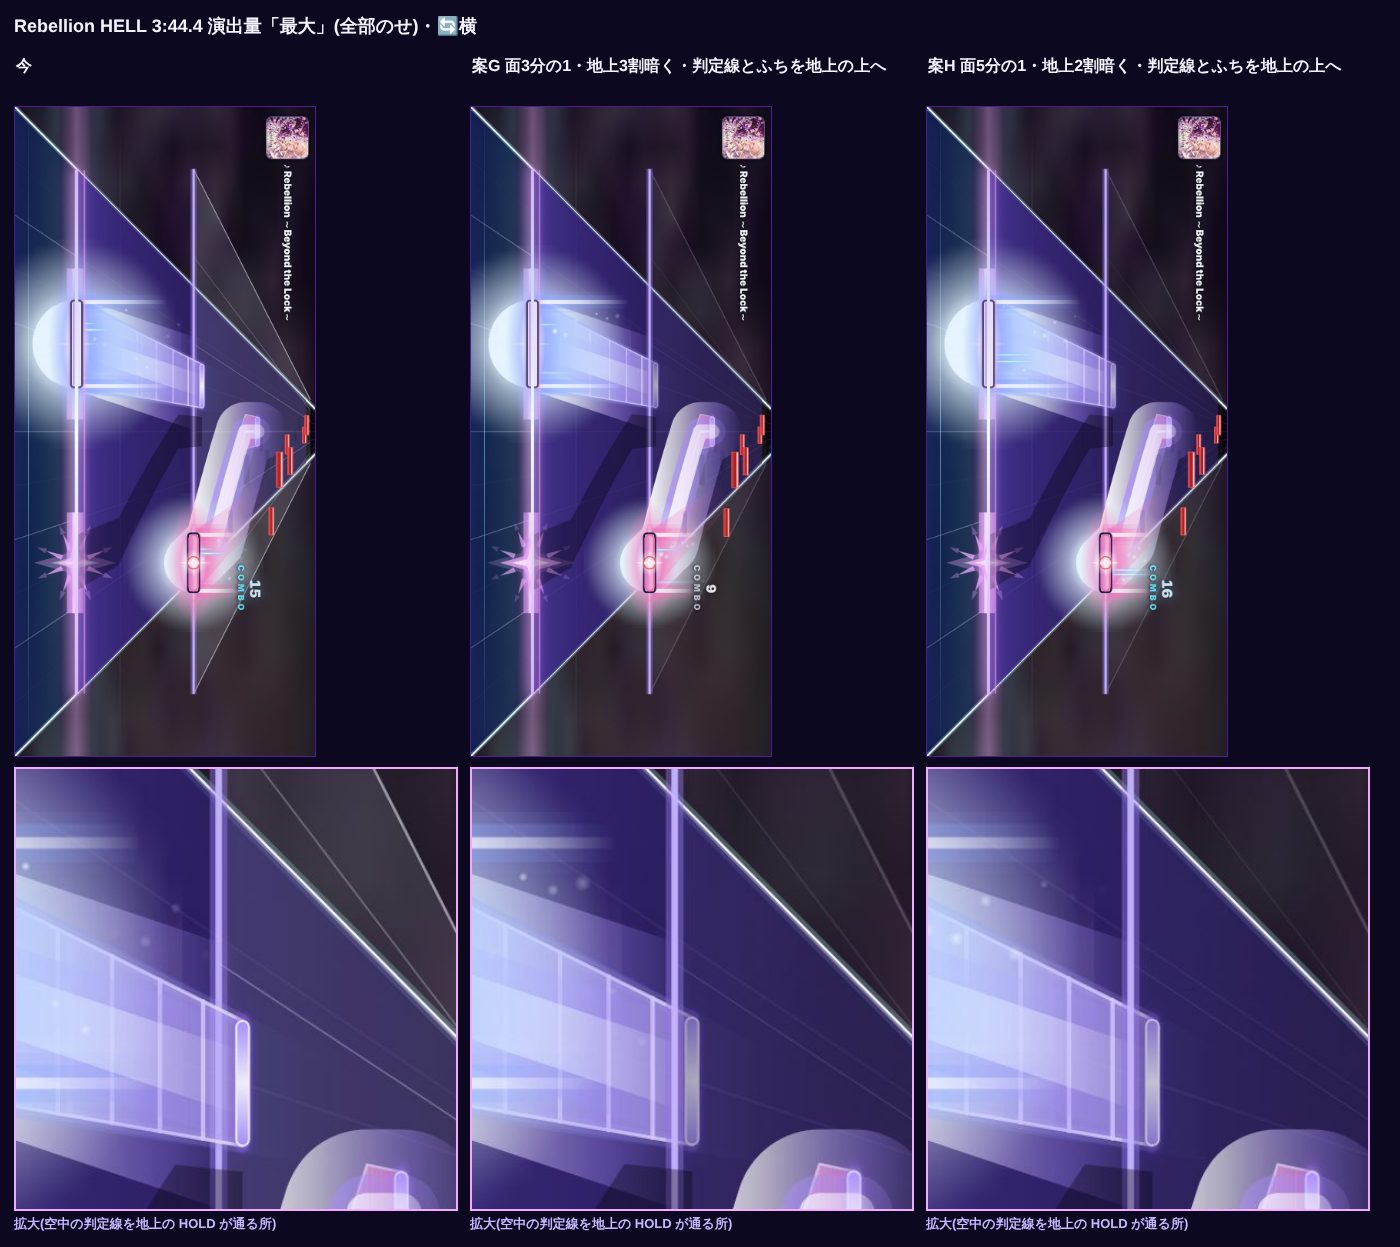 Rebellion HELL 3:44.4 演出量「最大」(全部のせ)・🔄横
今
案G 面3分の1・地上3割暗く・判定線とふちを地上の上へ
案H 面5分の1・地上2割暗く・判定線とふちを地上の上へ
Rebellion ~ Beyond the Lock ~
15
COMBO
Rebellion ~ Beyond the Lock ~
9
COMBO
Rebellion ~ Beyond the Lock ~
16
COMBO
拡大(空中の判定線を地上の HOLD が通る所)
拡大(空中の判定線を地上の HOLD が通る所)
拡大(空中の判定線を地上の HOLD が通る所)